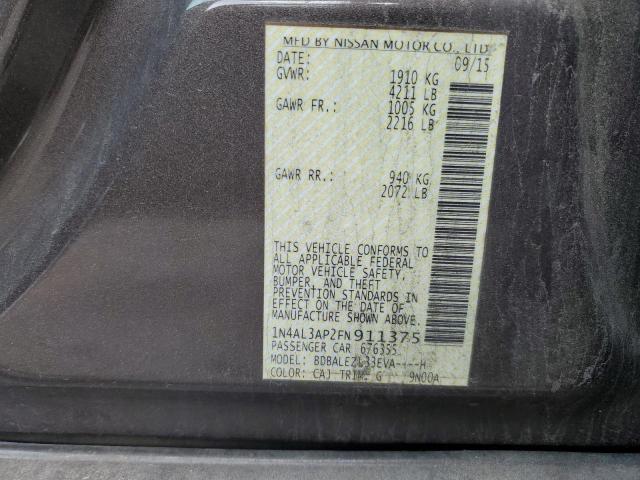 MFD BY NISSAN MOTOR CO., LTD
DATE: 09/15
GVWR: 1910 KG
4211 LB
GAWR FR.: 1005 KG
2216 LB
GAWR RR.: 940 KG
2072 LB
THIS VEHICLE CONFORMS TO
ALL APPLICABLE FEDERAL
MOTOR VEHICLE SAFETY,
BUMPER, AND THEFT
PREVENTION STANDARDS IN
EFFECT ON THE DATE OF
MANUFACTURE SHOWN ABOVE.
1N4AL3AP2FN911375
PASSENGER CAR 676355
MODEL: BDBALEZL33EVA----H
COLOR: CAJ TRIM: G 9N00A